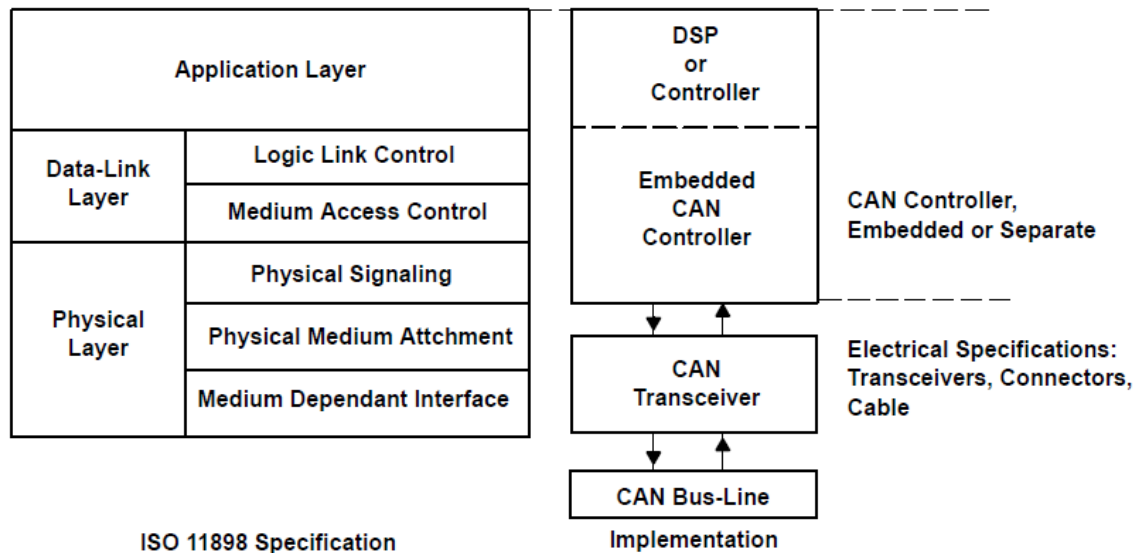 Application Layer
Data-Link
Layer
Logic Link Control
Medium Access Control
Physical
Layer
Physical Signaling
Physical Medium Attchment
Medium Dependant Interface
ISO 11898 Specification
DSP
or
Controller
Embedded
CAN
Controller
CAN
Transceiver
CAN Bus-Line
Implementation
CAN Controller,
Embedded or Separate
Electrical Specifications:
Transceivers, Connectors,
Cable